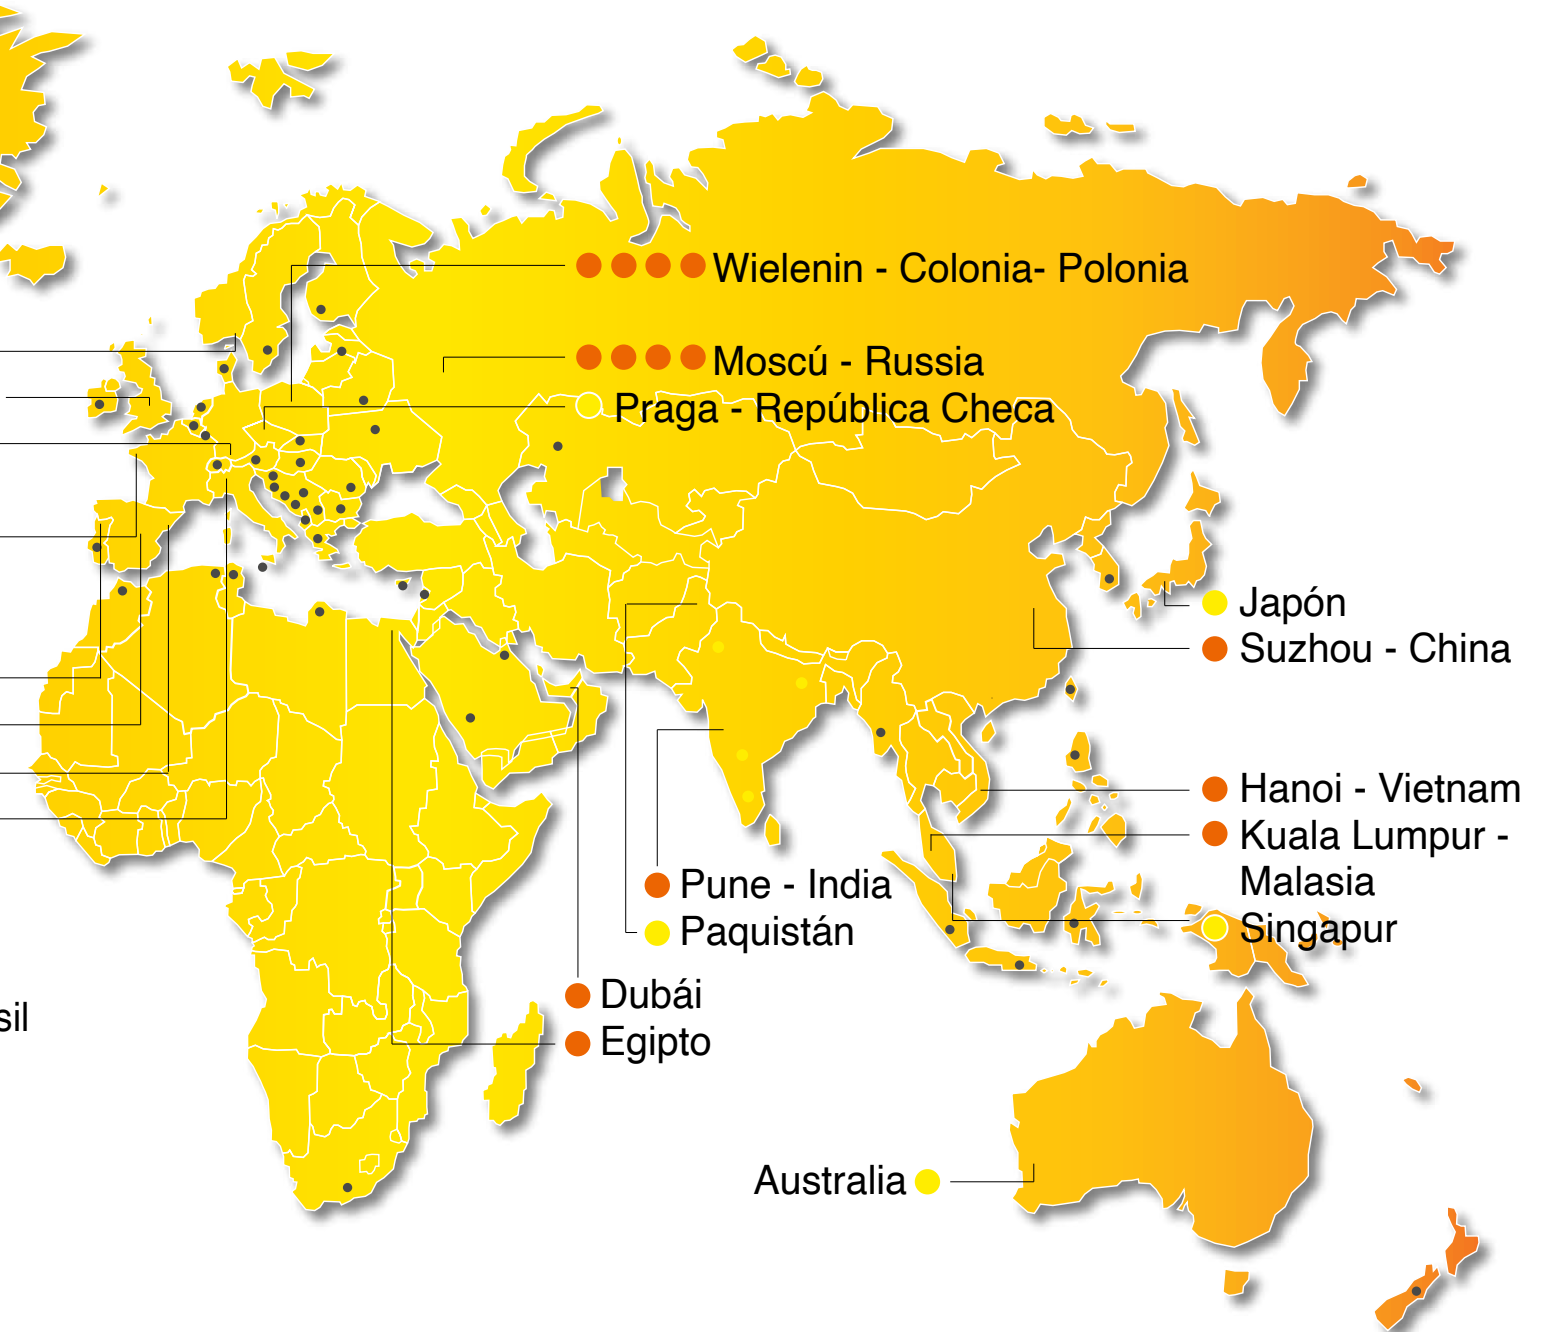 Wielenin - Colonia- Polonia
Moscú - Russia
Praga - República Checa
Japón
Suzhou - China
Hanoi - Vietnam
Kuala Lumpur -
Malasia
Singapur
Pune - India
Paquistán
Dubái
Egipto
sil
Australia